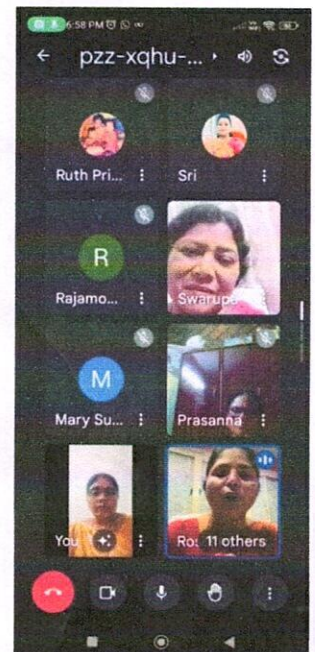 6:58 PM
pzz-xqhu-...
Ruth Pri...
Sri
R
Rajamo...
Swarupa
M
Mary Su...
Prasanna
You
Ro: 11 others